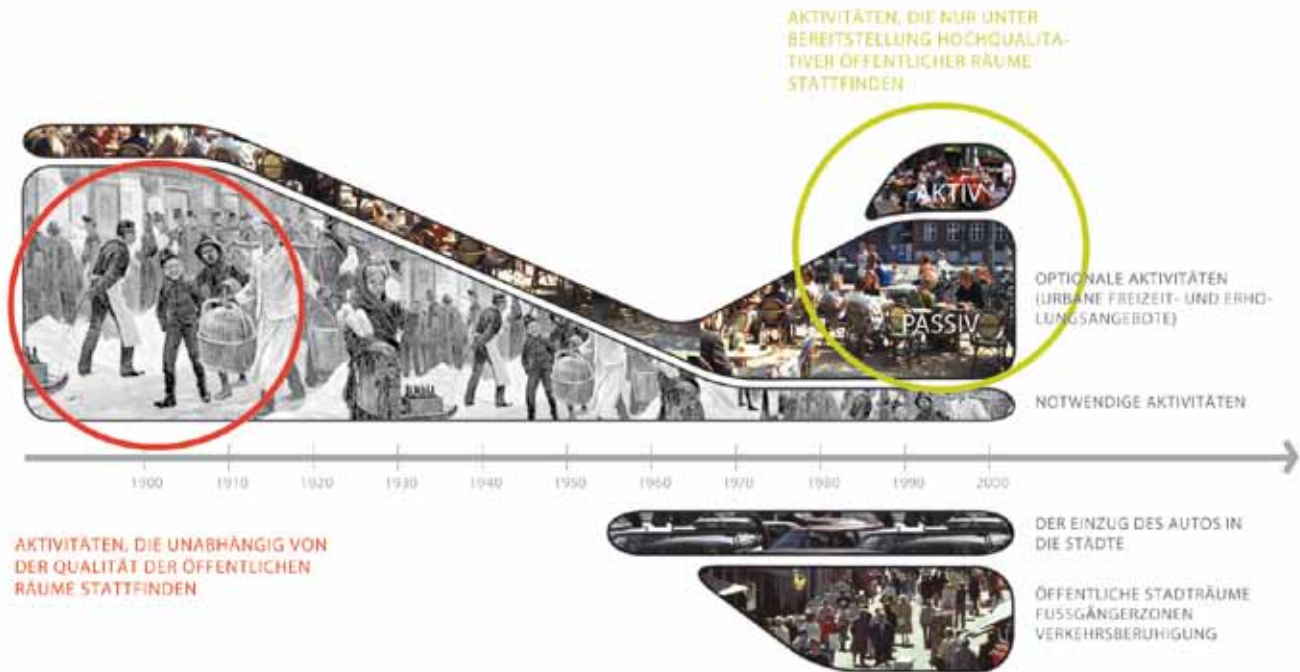 AKTIVITÄTEN, DIE NUR UNTER
BEREITSTELLUNG HOCHQUALITA-
TIVER ÖFFENTLICHER RÄUME
STATTFINDEN
AKTIV
PASSIV
OPTIONALE AKTIVITÄTEN
(URBANE FREIZEIT- UND ERHO-
LUNGSANGEBOTE)
NOTWENDIGE AKTIVITÄTEN
1900 1910 1920 1930 1940 1950 1960 1970 1980 1990 2000
AKTIVITÄTEN, DIE UNABHÄNGIG VON
DER QUALITÄT DER ÖFFENTLICHEN
RÄUME STATTFINDEN
DER EINZUG DES AUTOS IN
DIE STÄDTE
ÖFFENTLICHE STADTRÄUME
FUSSGÄNGERZONEN
VERKEHRSBERUHIGUNG